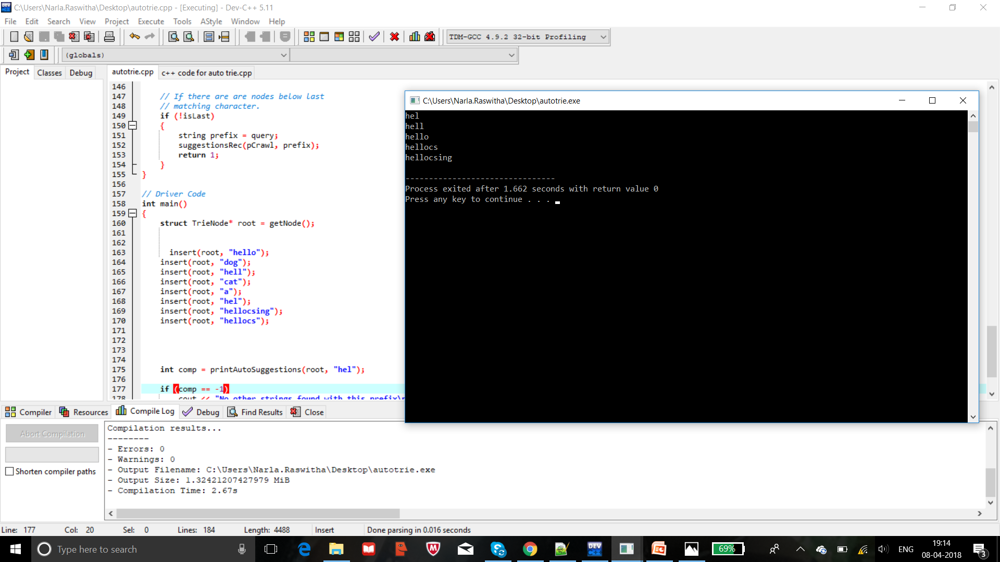 C:\Users\Narla.Raswitha\Desktop\autotrie.cpp - [Executing] - Dev-C++ 5.11
File Edit Search View Project Execute Tools AStyle Window Help
TDM-GCC 4.9.2 32-bit Profiling
(globals)
Project Classes Debug
autotrie.cpp c++ code for auto trie.cpp
146
147 // If there are are nodes below last
148 // matching character.
149 if (!isLast)
150 {
151 string prefix = query;
152 suggestionsRec(pCrawl, prefix);
153 return 1;
154 }
155 }
156
157 // Driver Code
158 int main()
159 {
160 struct TrieNode* root = getNode();
161
162
163 insert(root, "hello");
164 insert(root, "dog");
165 insert(root, "hell");
166 insert(root, "cat");
167 insert(root, "a");
168 insert(root, "hel");
169 insert(root, "hellocsing");
170 insert(root, "hellocs");
171
172
173
174
175 int comp = printAutoSuggestions(root, "hel");
176
177 if (comp == -1)
178 cout << "No other strings found with this prefix\n
C:\Users\Narla.Raswitha\Desktop\autotrie.exe
hel
hell
hello
hellocs
hellocsing
--------------------------------
Process exited after 1.662 seconds with return value 0
Press any key to continue . . .
Compiler Resources Compile Log Debug Find Results Close
Abort Compilation
Shorten compiler paths
Compilation results...
--------
- Errors: 0
- Warnings: 0
- Output Filename: C:\Users\Narla.Raswitha\Desktop\autotrie.exe
- Output Size: 1.32421207427979 MiB
- Compilation Time: 2.67s
Line: 177 Col: 20 Sel: 0 Lines: 184 Length: 4488 Insert Done parsing in 0.016 seconds
Type here to search
DEV
69%
ENG
19:14
08-04-2018
3